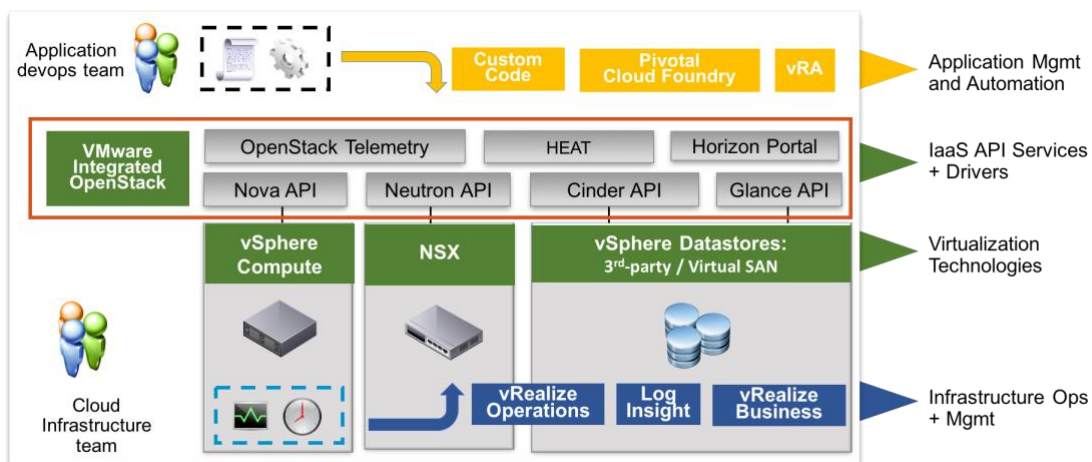 Application
devops team
Custom
Code
Pivotal
Cloud Foundry
vRA
Application Mgmt
and Automation
VMware
Integrated
OpenStack
OpenStack Telemetry
HEAT
Horizon Portal
Nova API
Neutron API
Cinder API
Glance API
IaaS API Services
+ Drivers
vSphere
Compute
NSX
vSphere Datastores:
3rd-party / Virtual SAN
Virtualization
Technologies
Cloud
Infrastructure
team
vRealize
Operations
Log
Insight
vRealize
Business
Infrastructure Ops
+ Mgmt